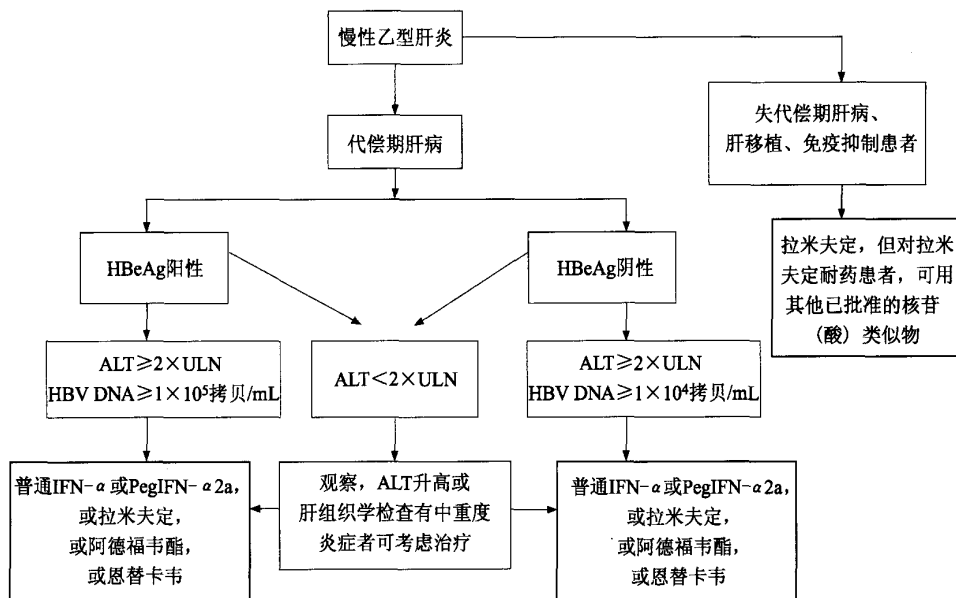 慢性乙型肝炎
失代偿期肝病、
肝移植、免疫抑制患者
代偿期肝病
拉米夫定，但对拉米
夫定耐药患者，可用
其他已批准的核苷
（酸）类似物
HBeAg阳性
HBeAg阴性
ALT≥2×ULN
HBV DNA≥1×10⁵拷贝/mL
ALT＜2×ULN
ALT≥2×ULN
HBV DNA≥1×10⁴拷贝/mL
普通IFN-α或PegIFN-α2a，
或拉米夫定，
或阿德福韦酯，
或恩替卡韦
观察，ALT升高或
肝组织学检查有中重度
炎症者可考虑治疗
普通IFN-α或PegIFN-α2a，
或拉米夫定，
或阿德福韦酯，
或恩替卡韦